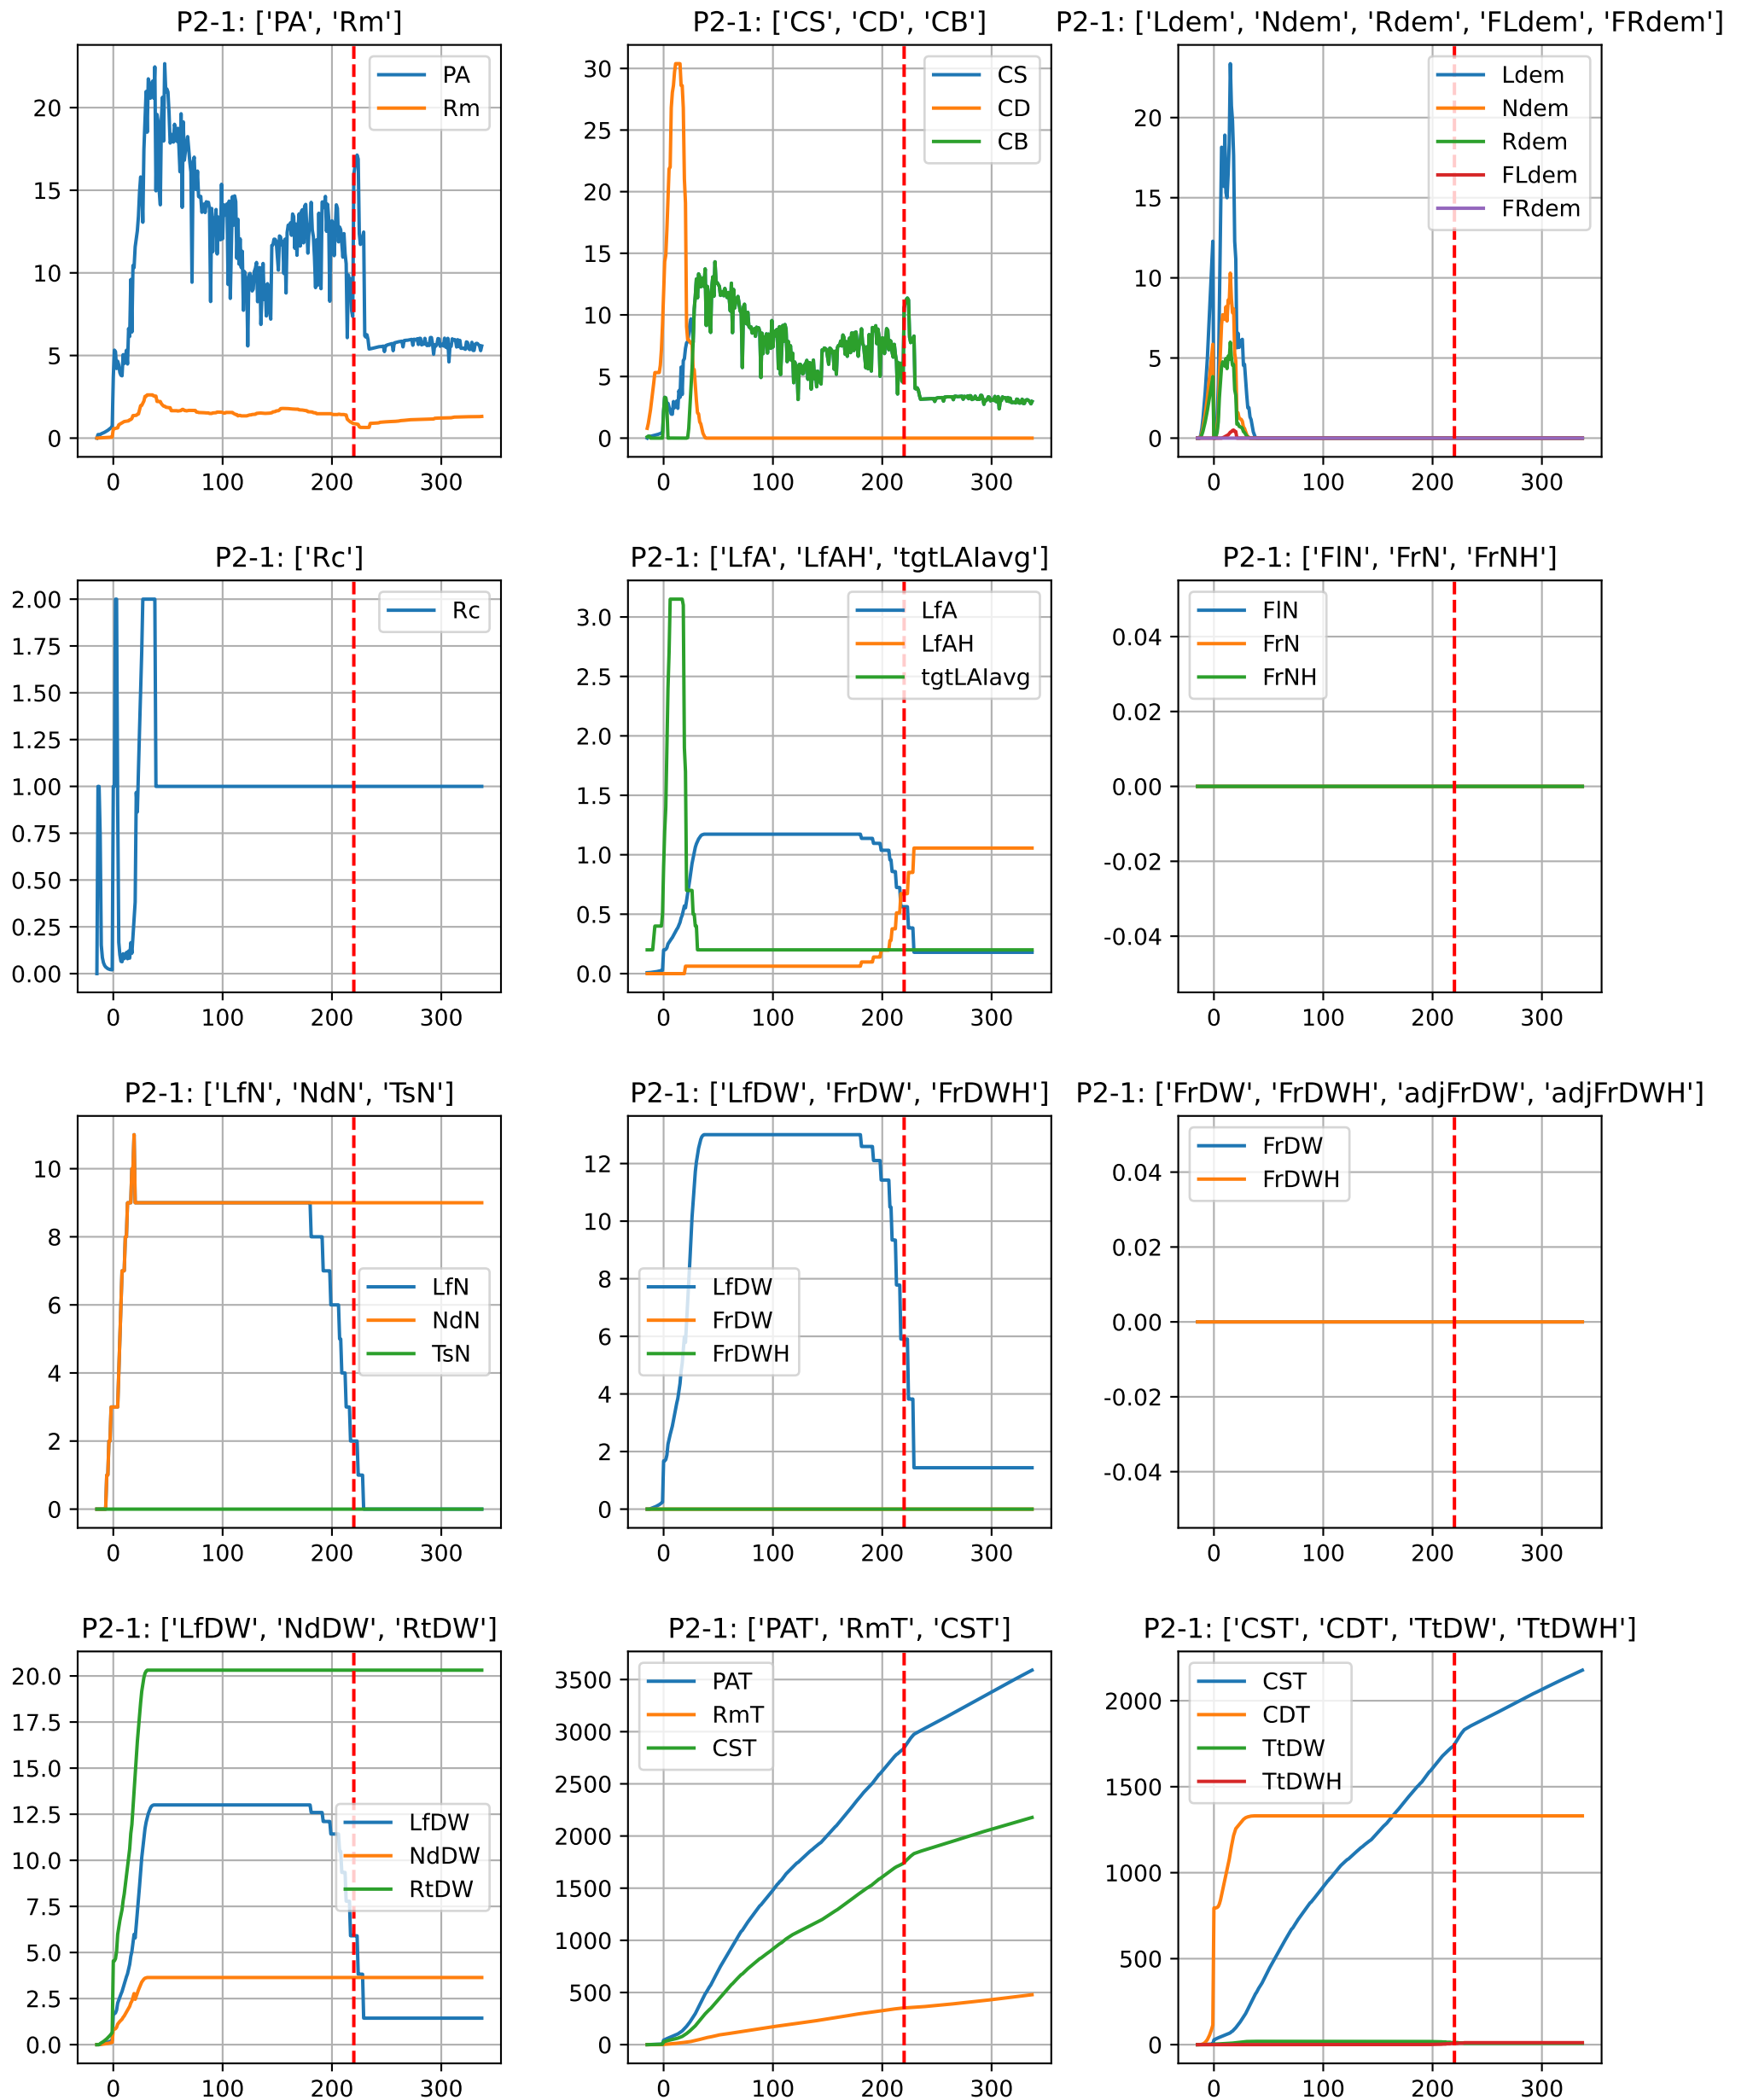 P2-1: ['PA', 'Rm']
20
15
10
5
0
0 100 200 300
PA
Rm
P2-1: ['CS', 'CD', 'CB']
30
25
20
15
10
5
0
0 100 200 300
CS
CD
CB
P2-1: ['Ldem', 'Ndem', 'Rdem', 'FLdem', 'FRdem']
20
15
10
5
0
0 100 200 300
Ldem
Ndem
Rdem
FLdem
FRdem
P2-1: ['Rc']
2.00
1.75
1.50
1.25
1.00
0.75
0.50
0.25
0.00
0 100 200 300
Rc
P2-1: ['LfA', 'LfAH', 'tgtLAIavg']
3.0
2.5
2.0
1.5
1.0
0.5
0.0
0 100 200 300
LfA
LfAH
tgtLAIavg
P2-1: ['FlN', 'FrN', 'FrNH']
0.04
0.02
0.00
-0.02
-0.04
0 100 200 300
FlN
FrN
FrNH
P2-1: ['LfN', 'NdN', 'TsN']
10
8
6
4
2
0
0 100 200 300
LfN
NdN
TsN
P2-1: ['LfDW', 'FrDW', 'FrDWH']
12
10
8
6
4
2
0
0 100 200 300
LfDW
FrDW
FrDWH
P2-1: ['FrDW', 'FrDWH', 'adjFrDW', 'adjFrDWH']
0.04
0.02
0.00
-0.02
-0.04
0 100 200 300
FrDW
FrDWH
P2-1: ['LfDW', 'NdDW', 'RtDW']
20.0
17.5
15.0
12.5
10.0
7.5
5.0
2.5
0.0
0 100 200 300
LfDW
NdDW
RtDW
P2-1: ['PAT', 'RmT', 'CST']
3500
3000
2500
2000
1500
1000
500
0
0 100 200 300
PAT
RmT
CST
P2-1: ['CST', 'CDT', 'TtDW', 'TtDWH']
2000
1500
1000
500
0
0 100 200 300
CST
CDT
TtDW
TtDWH